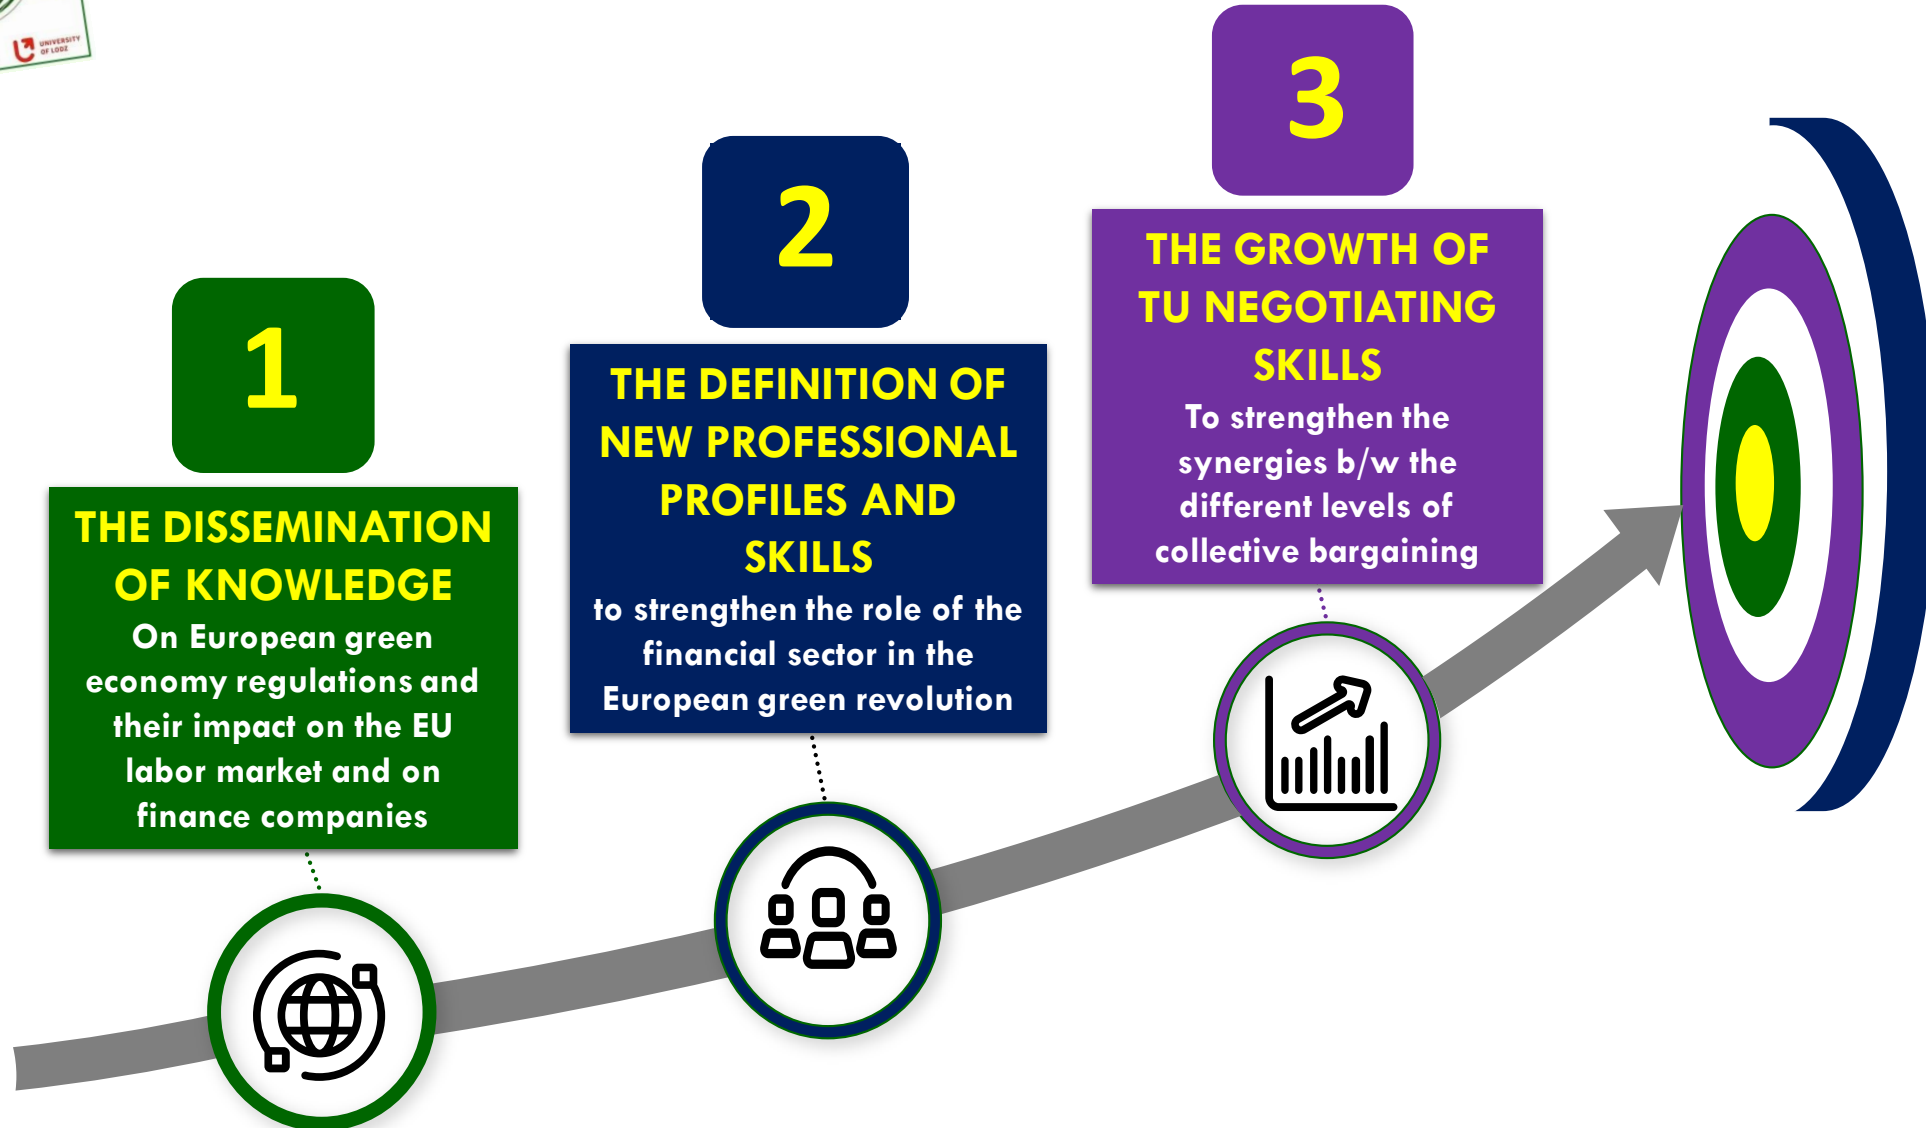 UNIVERSITY
OF LODZ
1
THE DISSEMINATION
OF KNOWLEDGE
On European green
economy regulations and
their impact on the EU
labor market and on
finance companies
2
THE DEFINITION OF
NEW PROFESSIONAL
PROFILES AND
SKILLS
to strengthen the role of the
financial sector in the
European green revolution
3
THE GROWTH OF
TU NEGOTIATING
SKILLS
To strengthen the
synergies b/w the
different levels of
collective bargaining